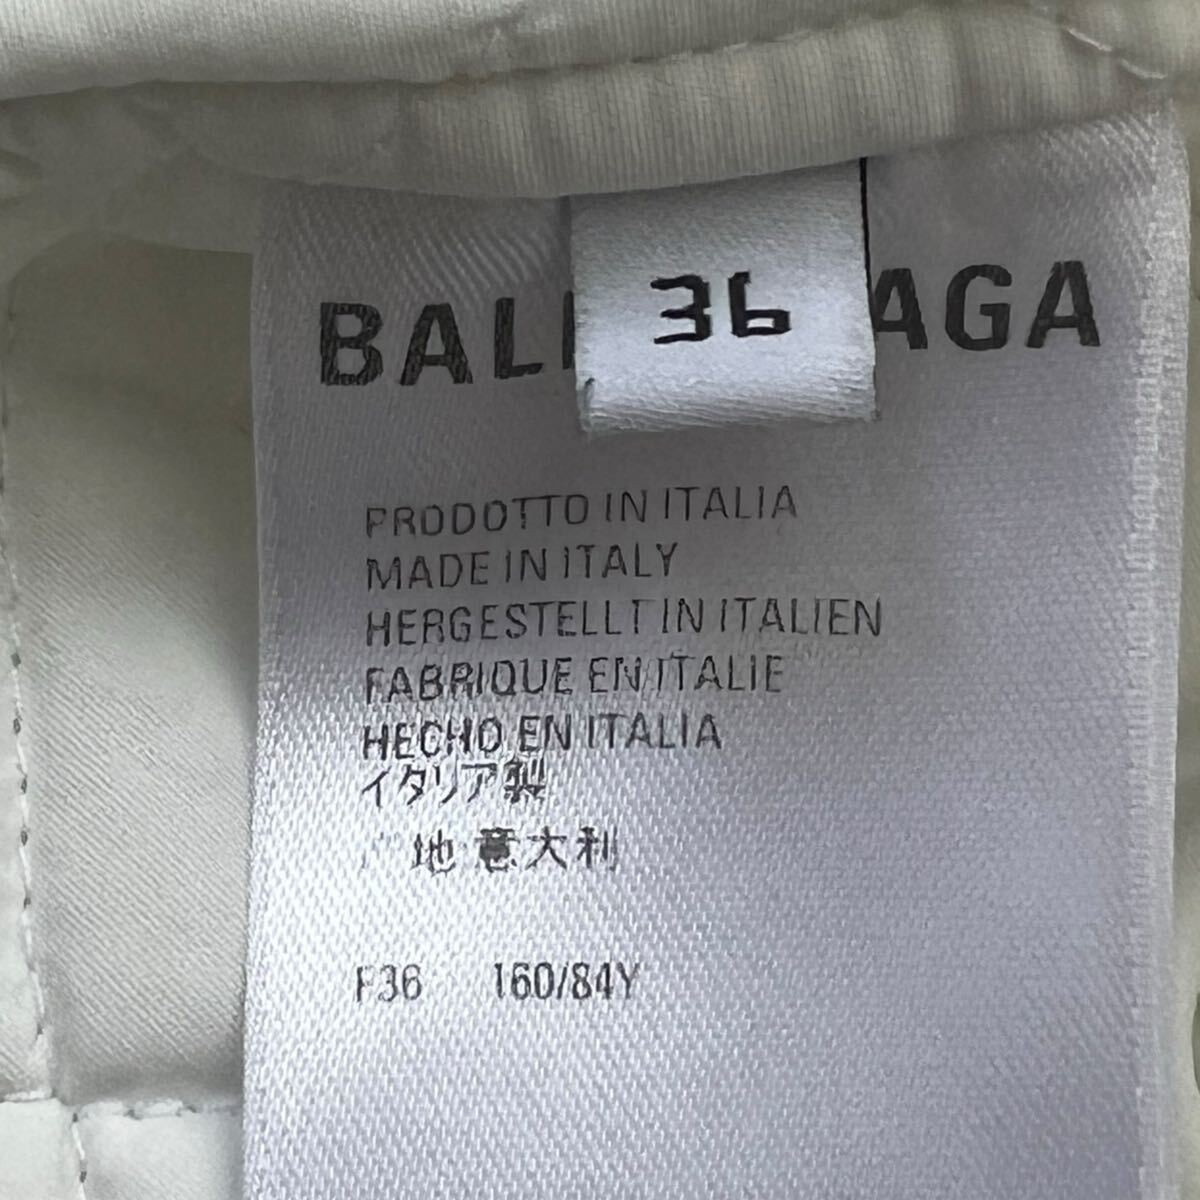 BAL AGA
36
PRODOTTO IN ITALIA
MADE IN ITALY
HERGESTELLT IN ITALIEN
FABRIQUE EN ITALIE
HECHO EN ITALIA
イタリア製
地 意大利
F36 160/84Y